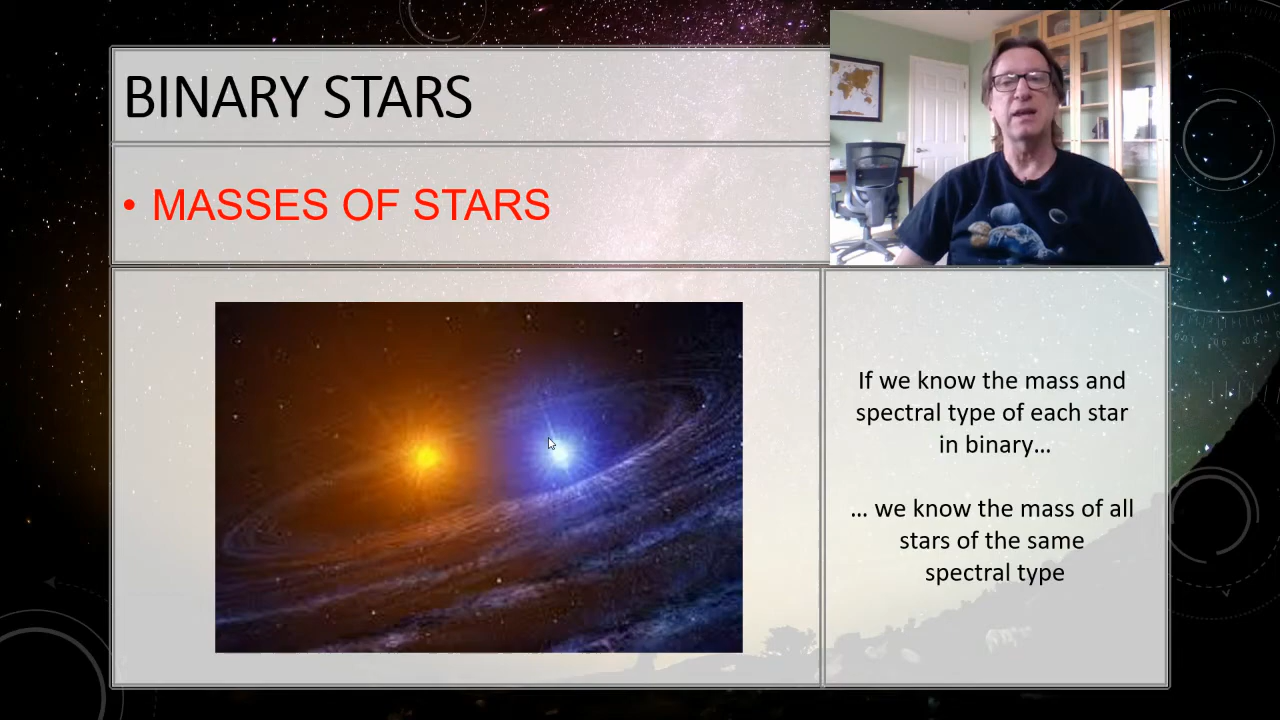 BINARY STARS
• MASSES OF STARS
If we know the mass and
spectral type of each star
in binary...
... we know the mass of all
stars of the same
spectral type